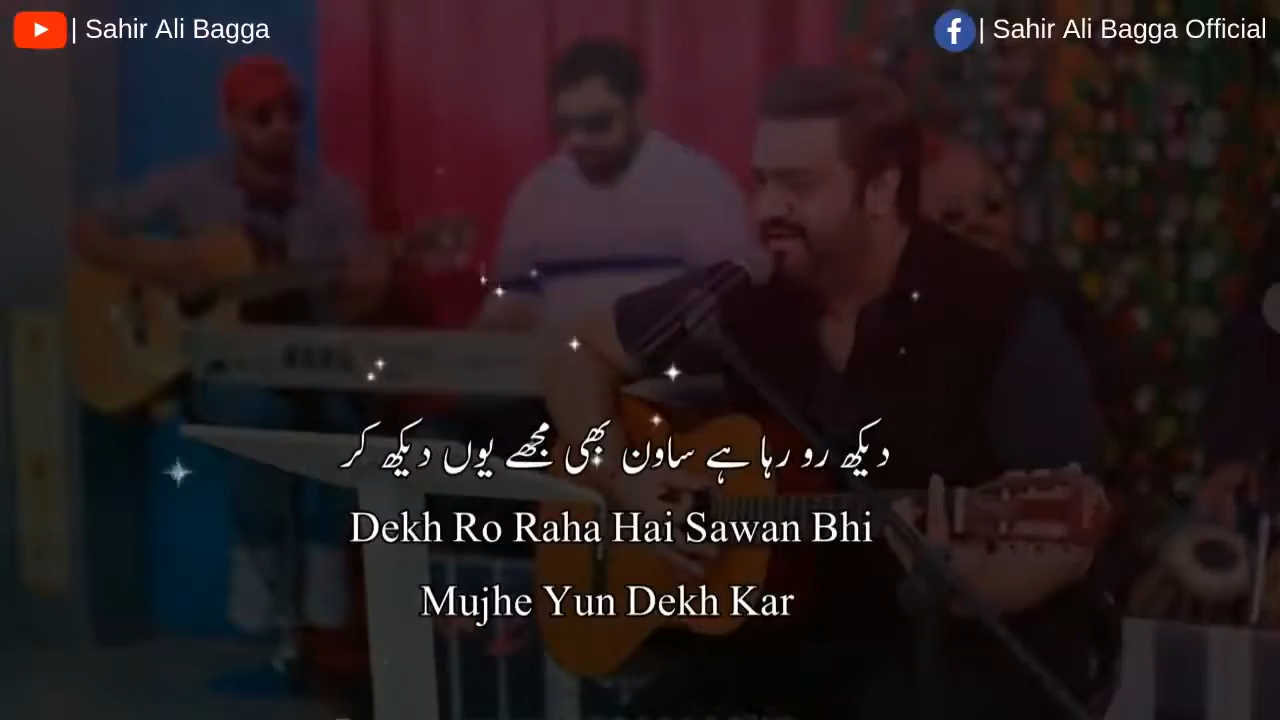 | Sahir Ali Bagga
| Sahir Ali Bagga Official
دیکھ رو رہا ہے ساون بھی مجھے یوں دیکھ کر
Dekh Ro Raha Hai Sawan Bhi
Mujhe Yun Dekh Kar